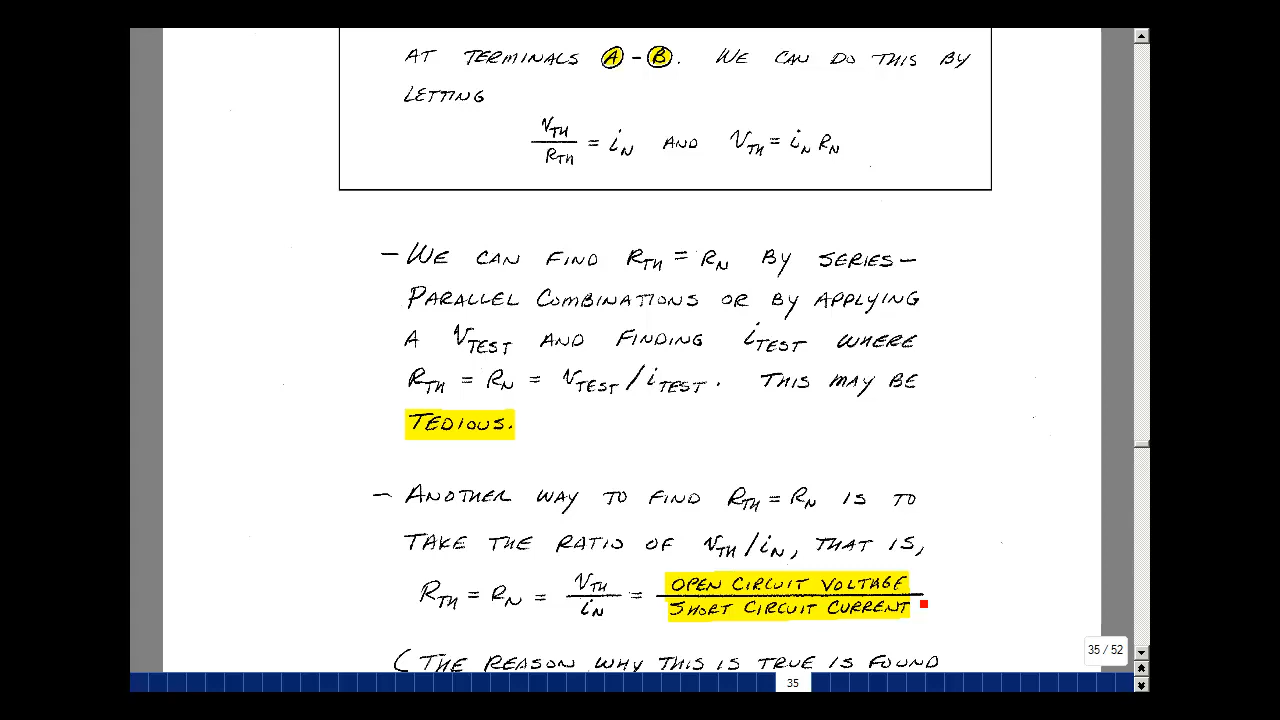 AT TERMINALS A - B. WE CAN DO THIS BY
LETTING
VTH/RTH = iN AND VTH = iN RN
- WE CAN FIND RTH = RN BY SERIES-
PARALLEL COMBINATIONS OR BY APPLYING
A VTEST AND FINDING iTEST WHERE
RTH = RN = VTEST/iTEST. THIS MAY BE
TEDIOUS.
- ANOTHER WAY TO FIND RTH = RN IS TO
TAKE THE RATIO OF VTH/iN, THAT IS,
RTH = RN = VTH/iN = OPEN CIRCUIT VOLTAGE/SHORT CIRCUIT CURRENT
(THE REASON WHY THIS IS TRUE IS FOUND
35 / 52
35